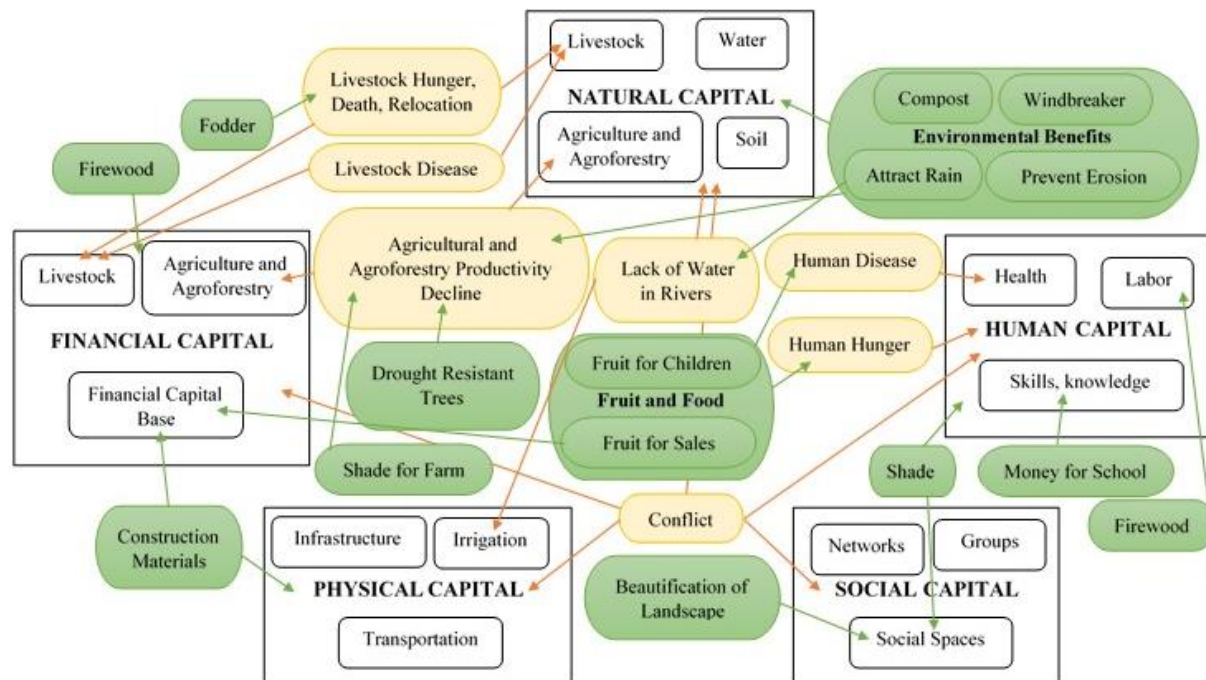 Livestock
Water
NATURAL CAPITAL
Agriculture and
Agroforestry
Soil
Livestock Hunger,
Death, Relocation
Fodder
Livestock Disease
Firewood
Compost
Windbreaker
Environmental Benefits
Attract Rain
Prevent Erosion
Livestock
Agriculture and
Agroforestry
FINANCIAL CAPITAL
Financial Capital
Base
Agricultural and
Agroforestry Productivity
Decline
Lack of Water
in Rivers
Human Disease
Human Hunger
Health
Labor
HUMAN CAPITAL
Skills, knowledge
Drought Resistant
Trees
Fruit for Children
Fruit and Food
Fruit for Sales
Shade for Farm
Shade
Money for School
Firewood
Construction
Materials
Conflict
Infrastructure
Irrigation
PHYSICAL CAPITAL
Transportation
Beautification of
Landscape
Networks
Groups
SOCIAL CAPITAL
Social Spaces